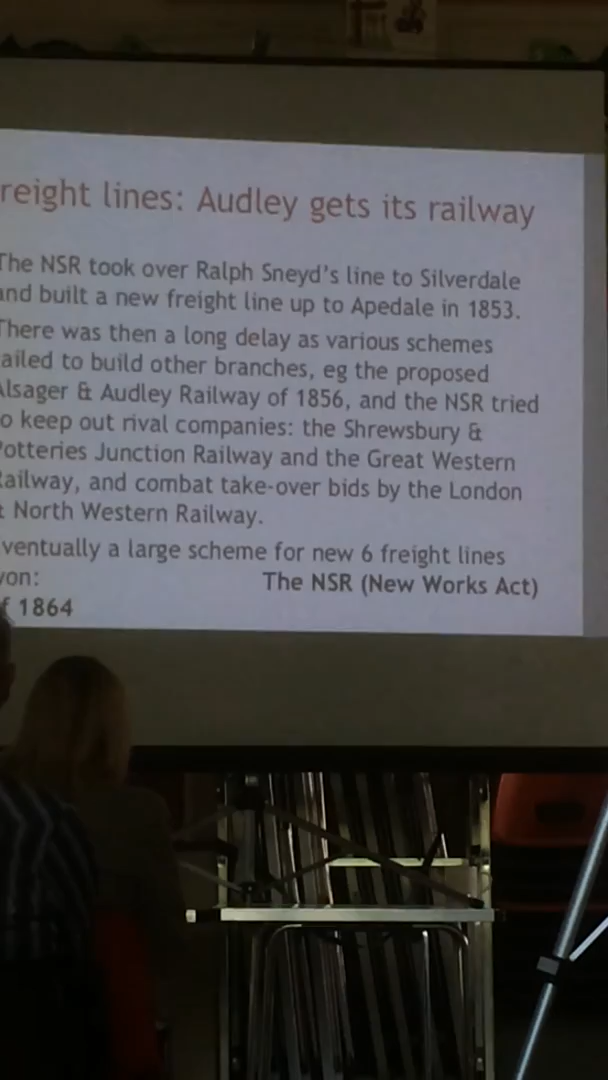 reight lines: Audley gets its railway
The NSR took over Ralph Sneyd's line to Silverdale
and built a new freight line up to Apedale in 1853.
There was then a long delay as various schemes
ailed to build other branches, eg the proposed
Alsager & Audley Railway of 1856, and the NSR tried
o keep out rival companies: the Shrewsbury &
Potteries Junction Railway and the Great Western
Railway, and combat take-over bids by the London
& North Western Railway.
ventually a large scheme for new 6 freight lines
von: The NSR (New Works Act)
f 1864